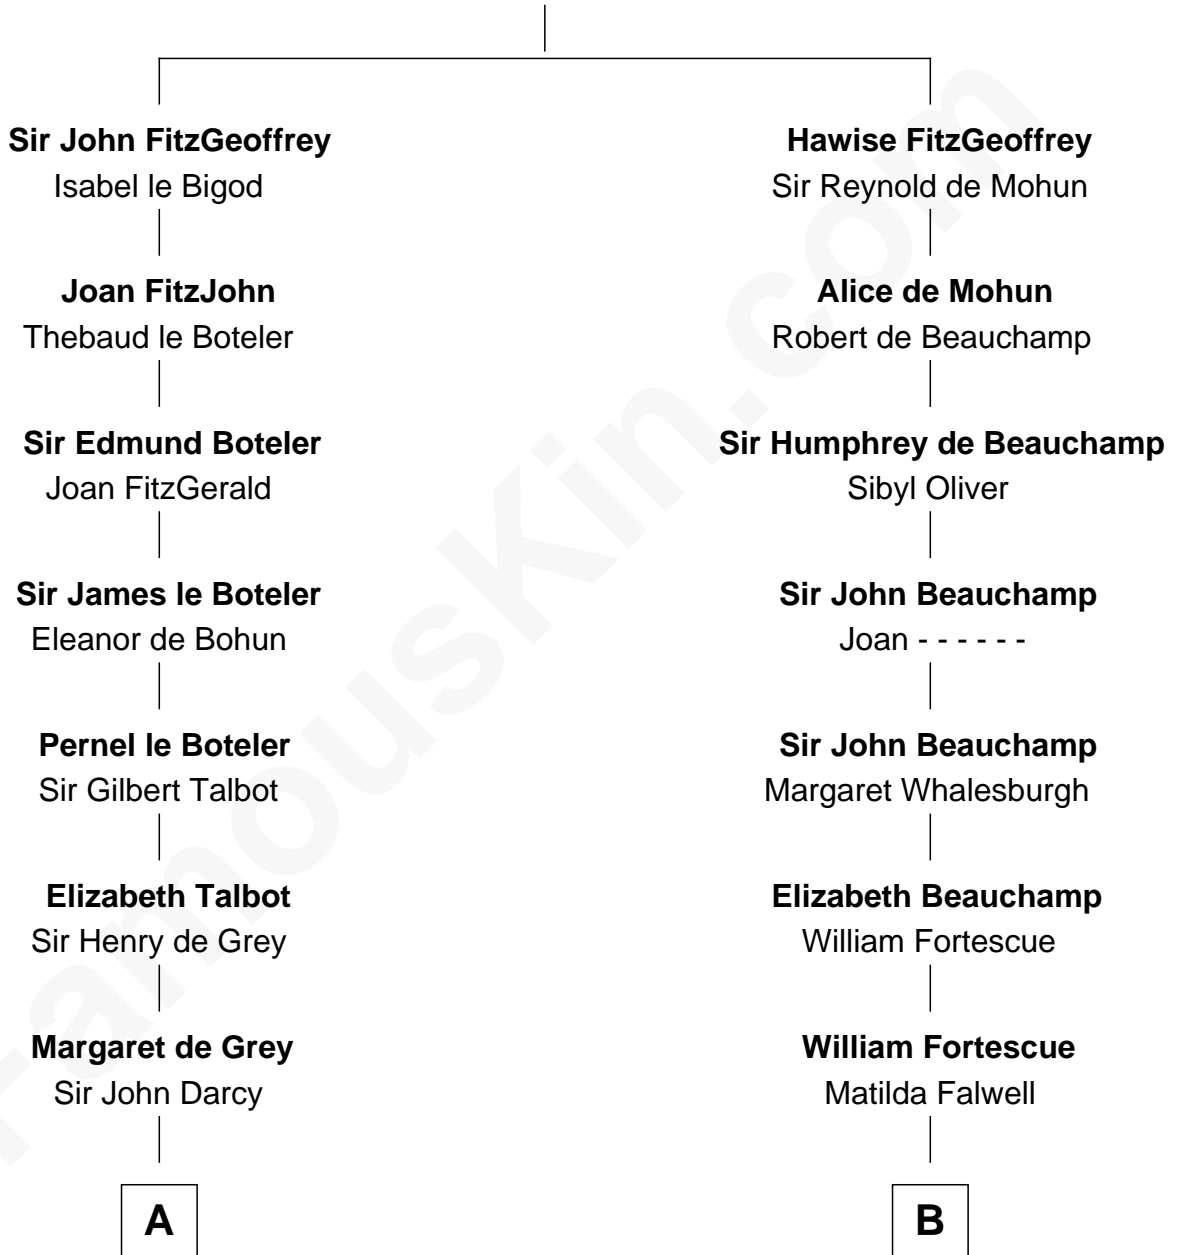 Sir John FitzGeoffrey
Isabel le Bigod
Joan FitzJohn
Thebaud le Boteler
Sir Edmund Boteler
Joan FitzGerald
Sir James le Boteler
Eleanor de Bohun
Pernel le Boteler
Sir Gilbert Talbot
Elizabeth Talbot
Sir Henry de Grey
Margaret de Grey
Sir John Darcy
A
Hawise FitzGeoffrey
Sir Reynold de Mohun
Alice de Mohun
Robert de Beauchamp
Sir Humphrey de Beauchamp
Sibyl Oliver
Sir John Beauchamp
Joan - - - - - -
Sir John Beauchamp
Margaret Whalesburgh
Elizabeth Beauchamp
William Fortescue
William Fortescue
Matilda Falwell
B
FamousKin.com